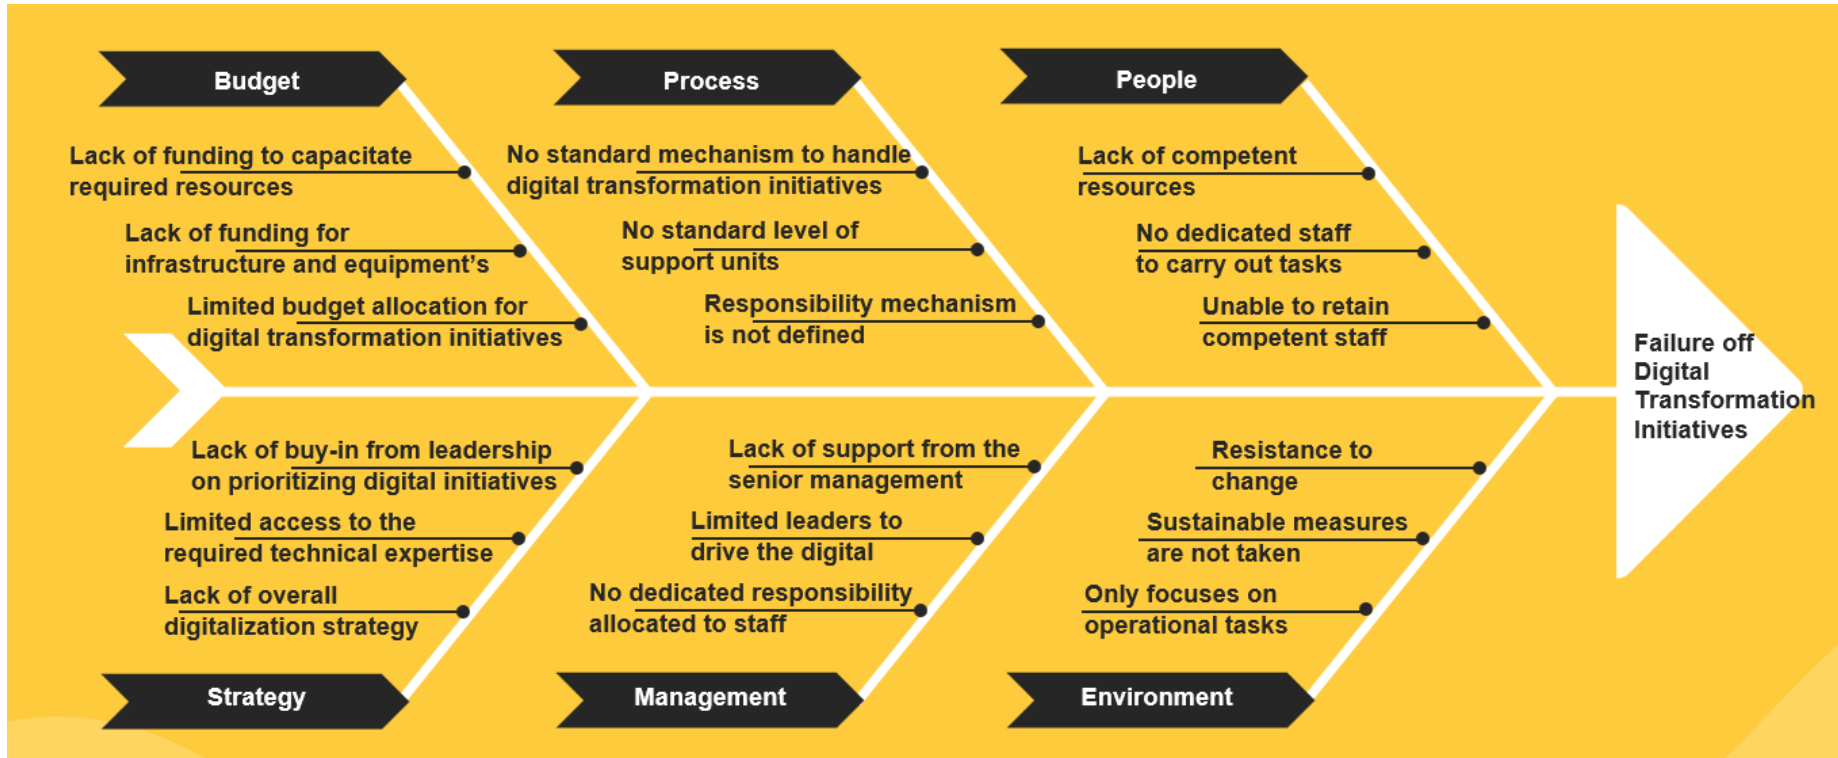 Budget
Lack of funding to capacitate
required resources
Lack of funding for
infrastructure and equipment's
Limited budget allocation for
digital transformation initiatives
Process
No standard mechanism to handle
digital transformation initiatives
No standard level of
support units
Responsibility mechanism
is not defined
People
Lack of competent
resources
No dedicated staff
to carry out tasks
Unable to retain
competent staff
Failure off
Digital
Transformation
Initiatives
Lack of buy-in from leadership
on prioritizing digital initiatives
Limited access to the
required technical expertise
Lack of overall
digitalization strategy
Strategy
Lack of support from the
senior management
Limited leaders to
drive the digital
No dedicated responsibility
allocated to staff
Management
Resistance to
change
Sustainable measures
are not taken
Only focuses on
operational tasks
Environment